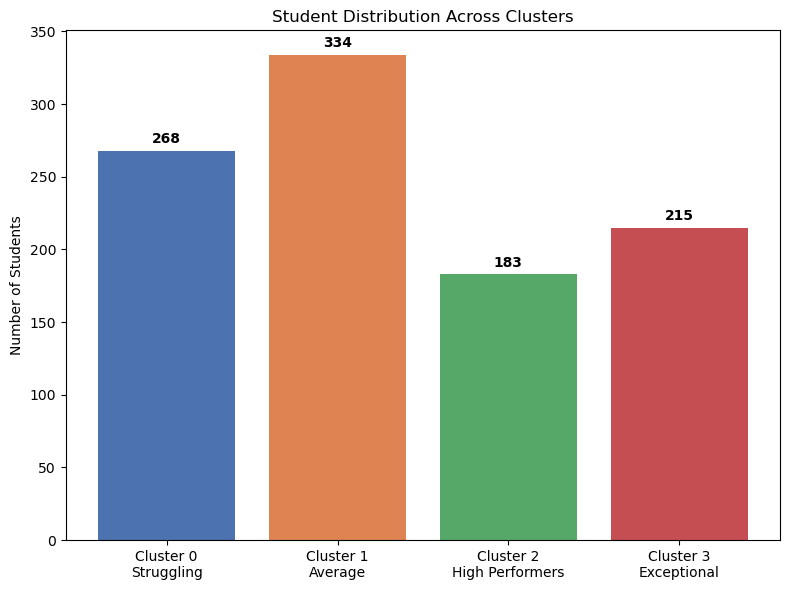 Student Distribution Across Clusters
350
300
250
200
150
100
50
0
Number of Students
268
334
183
215
Cluster 0
Struggling
Cluster 1
Average
Cluster 2
High Performers
Cluster 3
Exceptional